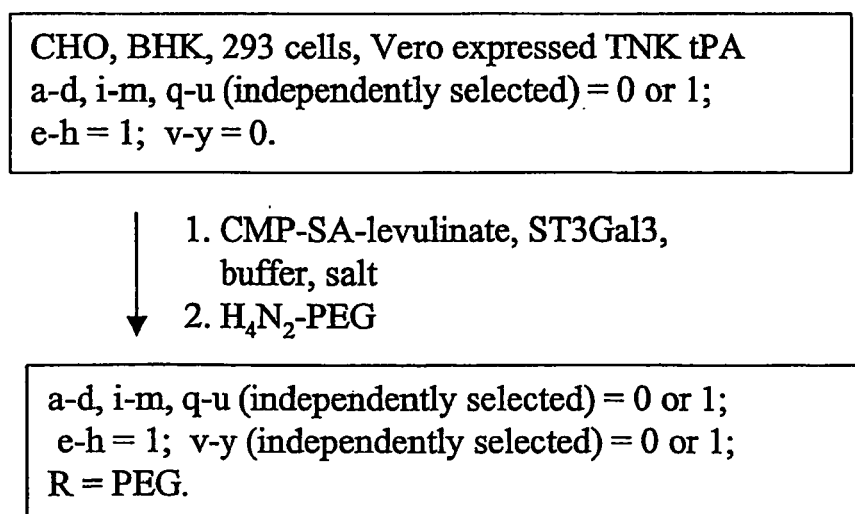 CHO, BHK, 293 cells, Vero expressed TNK tPA
a-d, i-m, q-u (independently selected) = 0 or 1;
e-h = 1; v-y = 0.
1. CMP-SA-levulinate, ST3Gal3,
buffer, salt
2. H₄N₂-PEG
a-d, i-m, q-u (independently selected) = 0 or 1;
e-h = 1; v-y (independently selected) = 0 or 1;
R = PEG.